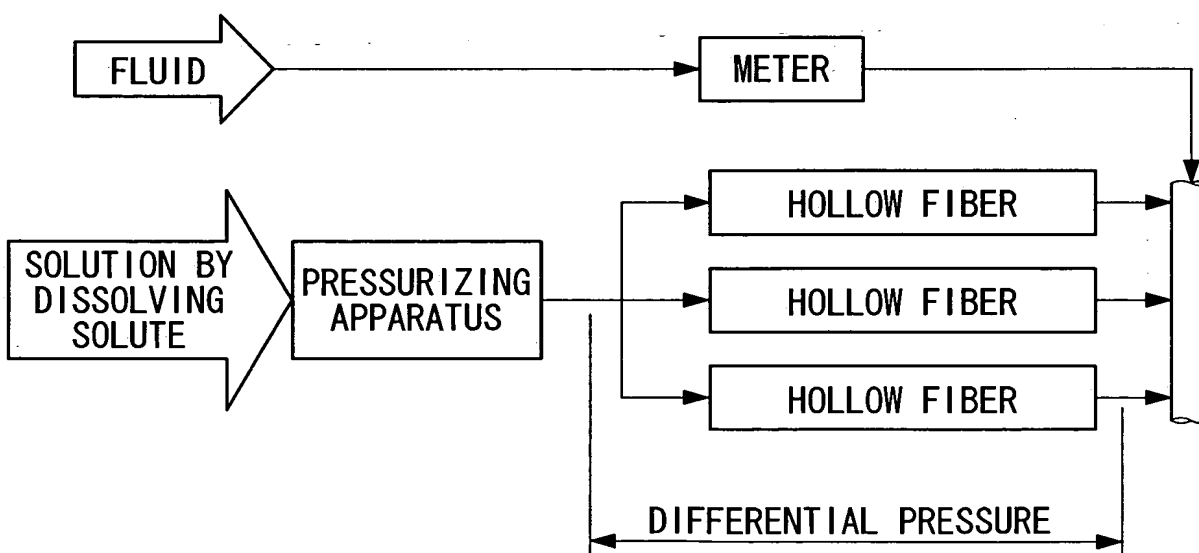 FLUID
METER
SOLUTION BY
DISSOLVING
SOLUTE
PRESSURIZING
APPARATUS
HOLLOW FIBER
HOLLOW FIBER
HOLLOW FIBER
DIFFERENTIAL PRESSURE